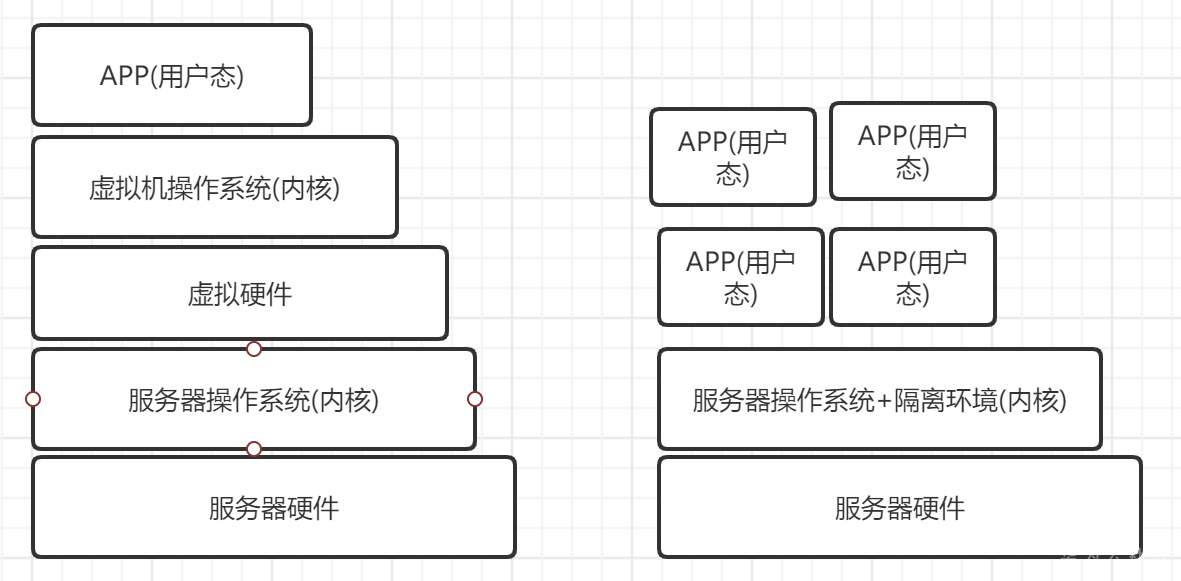 APP(用户态)
虚拟机操作系统(内核)
虚拟硬件
服务器操作系统(内核)
服务器硬件
APP(用户
态)
APP(用户
态)
APP(用户
态)
APP(用户
态)
服务器操作系统+隔离环境(内核)
服务器硬件